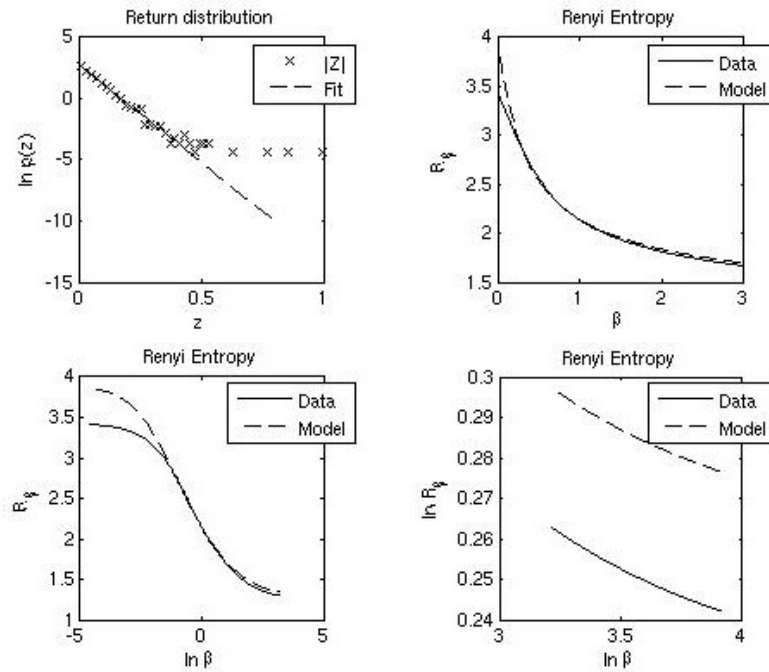 Return distribution
5
0
-5
-10
-15
0
0.5
1
ln p(z)
z
|Z|
Fit
Renyi Entropy
4
3.5
3
2.5
2
1.5
0
1
2
3
R_β
β
Data
Model
Renyi Entropy
4
3.5
3
2.5
2
1.5
1
-5
0
5
R_β
ln β
Data
Model
Renyi Entropy
0.3
0.29
0.28
0.27
0.26
0.25
0.24
3
3.5
4
ln R_β
ln β
Data
Model